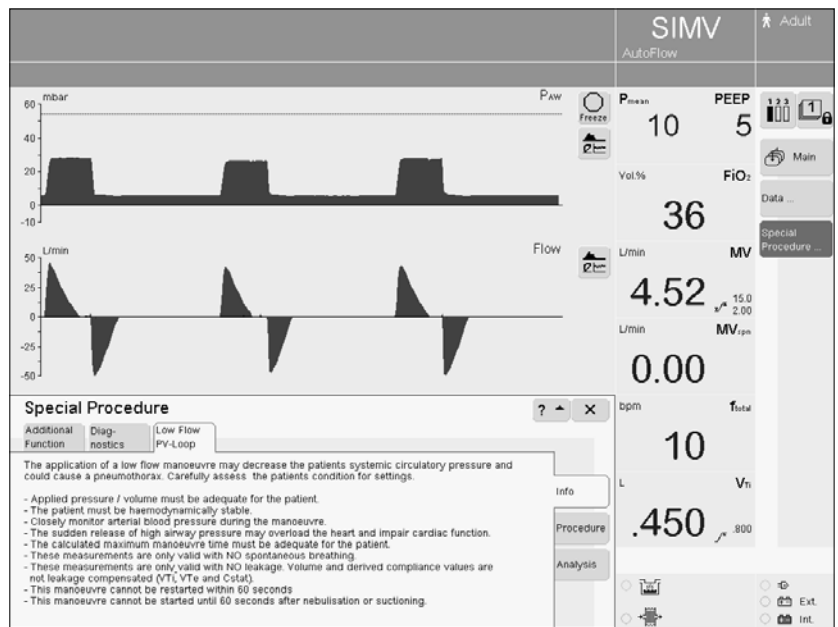 SIMV
AutoFlow
Adult
mbar
PAW
60
40
20
0
-10
Freeze
L/min
Flow
50
25
0
-25
-50
Pmean PEEP
10 5
Vol.% FiO2
36
L/min MV
4.52
15.0
2.00
L/min MVspn
0.00
bpm ftotal
10
L VTi
.450
.800
1 2 3
1
Main
Data ...
Special
Procedure ...
Special Procedure
?
Additional
Function
Diag-
nostics
Low Flow
PV-Loop
The application of a low flow manoeuvre may decrease the patients systemic circulatory pressure and
could cause a pneumothorax. Carefully assess the patients condition for settings.
- Applied pressure / volume must be adequate for the patient.
- The patient must be haemodynamically stable.
- Closely monitor arterial blood pressure during the manoeuvre.
- The sudden release of high airway pressure may overload the heart and impair cardiac function.
- The calculated maximum manoeuvre time must be adequate for the patient.
- These measurements are only valid with NO spontaneous breathing.
- These measurements are only valid with NO leakage. Volume and derived compliance values are
not leakage compensated (VTi, VTe and Cstat).
- This manoeuvre cannot be restarted within 60 seconds
- This manoeuvre cannot be started until 60 seconds after nebulisation or suctioning.
Info
Procedure
Analysis
Ext.
Int.